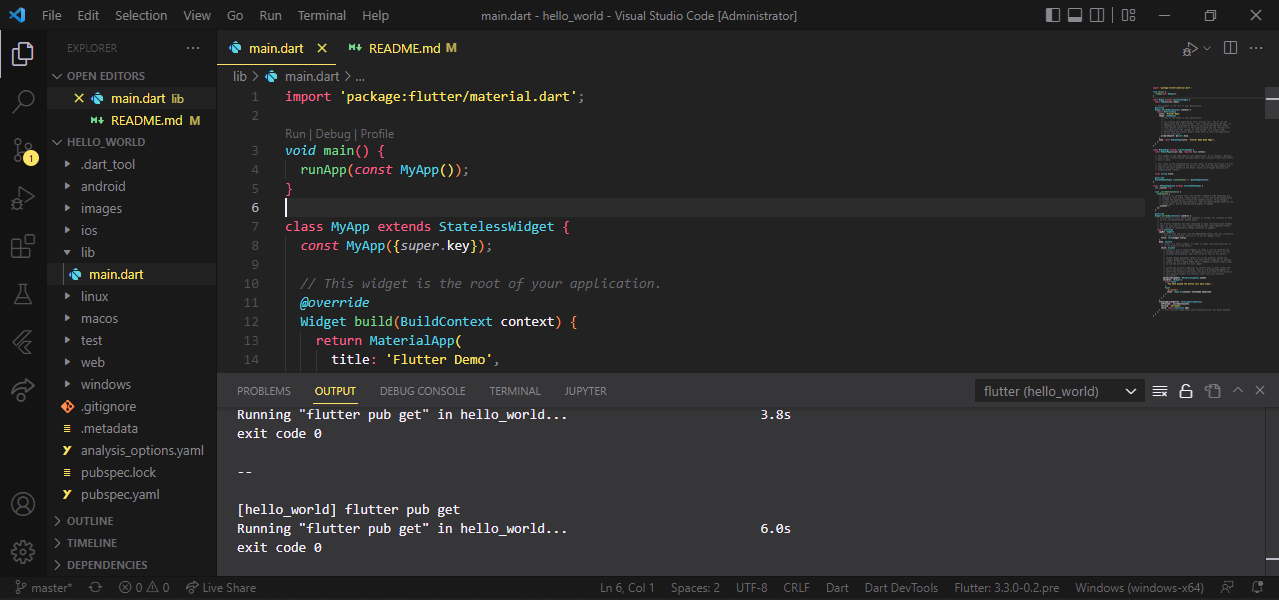 File Edit Selection View Go Run Terminal Help main.dart - hello_world - Visual Studio Code [Administrator]
EXPLORER ...
OPEN EDITORS
main.dart lib
README.md M
HELLO_WORLD
.dart_tool
android
images
ios
lib
main.dart
linux
macos
test
web
windows
.gitignore
.metadata
analysis_options.yaml
pubspec.lock
pubspec.yaml
OUTLINE
TIMELINE
DEPENDENCIES
1
main.dart README.md M
lib > main.dart > ...
1 import 'package:flutter/material.dart';
2
Run | Debug | Profile
3 void main() {
4 runApp(const MyApp());
5 }
6
7 class MyApp extends StatelessWidget {
8 const MyApp({super.key});
9
10 // This widget is the root of your application.
11 @override
12 Widget build(BuildContext context) {
13 return MaterialApp(
14 title: 'Flutter Demo',
PROBLEMS OUTPUT DEBUG CONSOLE TERMINAL JUPYTER flutter (hello_world)
Running "flutter pub get" in hello_world... 3.8s
exit code 0
--
[hello_world] flutter pub get
Running "flutter pub get" in hello_world... 6.0s
exit code 0
master* 0 0 Live Share Ln 6, Col 1 Spaces: 2 UTF-8 CRLF Dart Dart DevTools Flutter: 3.3.0-0.2.pre Windows (windows-x64)